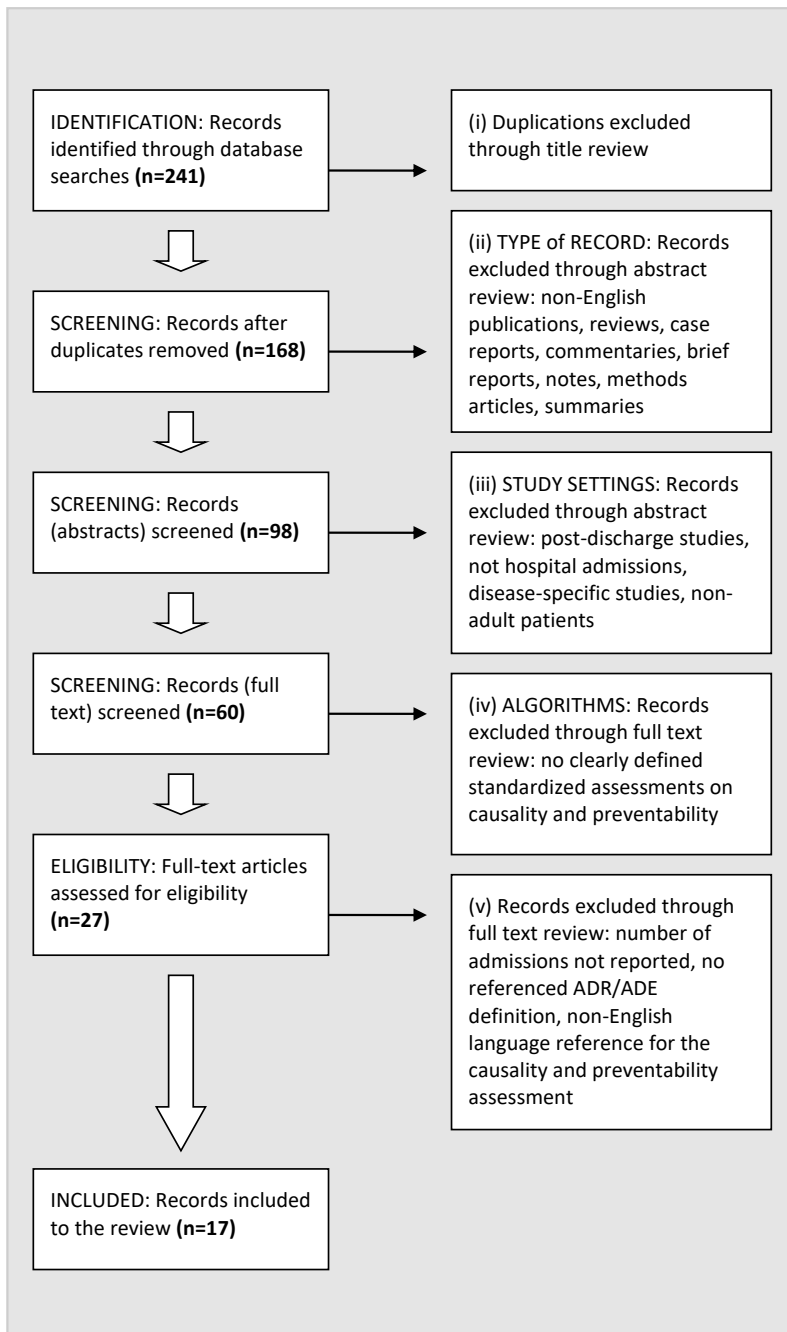 IDENTIFICATION: Records
identified through database
searches (n=241)
(i) Duplications excluded
through title review
SCREENING: Records after
duplicates removed (n=168)
(ii) TYPE of RECORD: Records
excluded through abstract
review: non-English
publications, reviews, case
reports, commentaries, brief
reports, notes, methods
articles, summaries
SCREENING: Records
(abstracts) screened (n=98)
(iii) STUDY SETTINGS: Records
excluded through abstract
review: post-discharge studies,
not hospital admissions,
disease-specific studies, non-
adult patients
SCREENING: Records (full
text) screened (n=60)
(iv) ALGORITHMS: Records
excluded through full text
review: no clearly defined
standardized assessments on
causality and preventability
ELIGIBILITY: Full-text articles
assessed for eligibility
(n=27)
(v) Records excluded through
full text review: number of
admissions not reported, no
referenced ADR/ADE
definition, non-English
language reference for the
causality and preventability
assessment
INCLUDED: Records included
to the review (n=17)